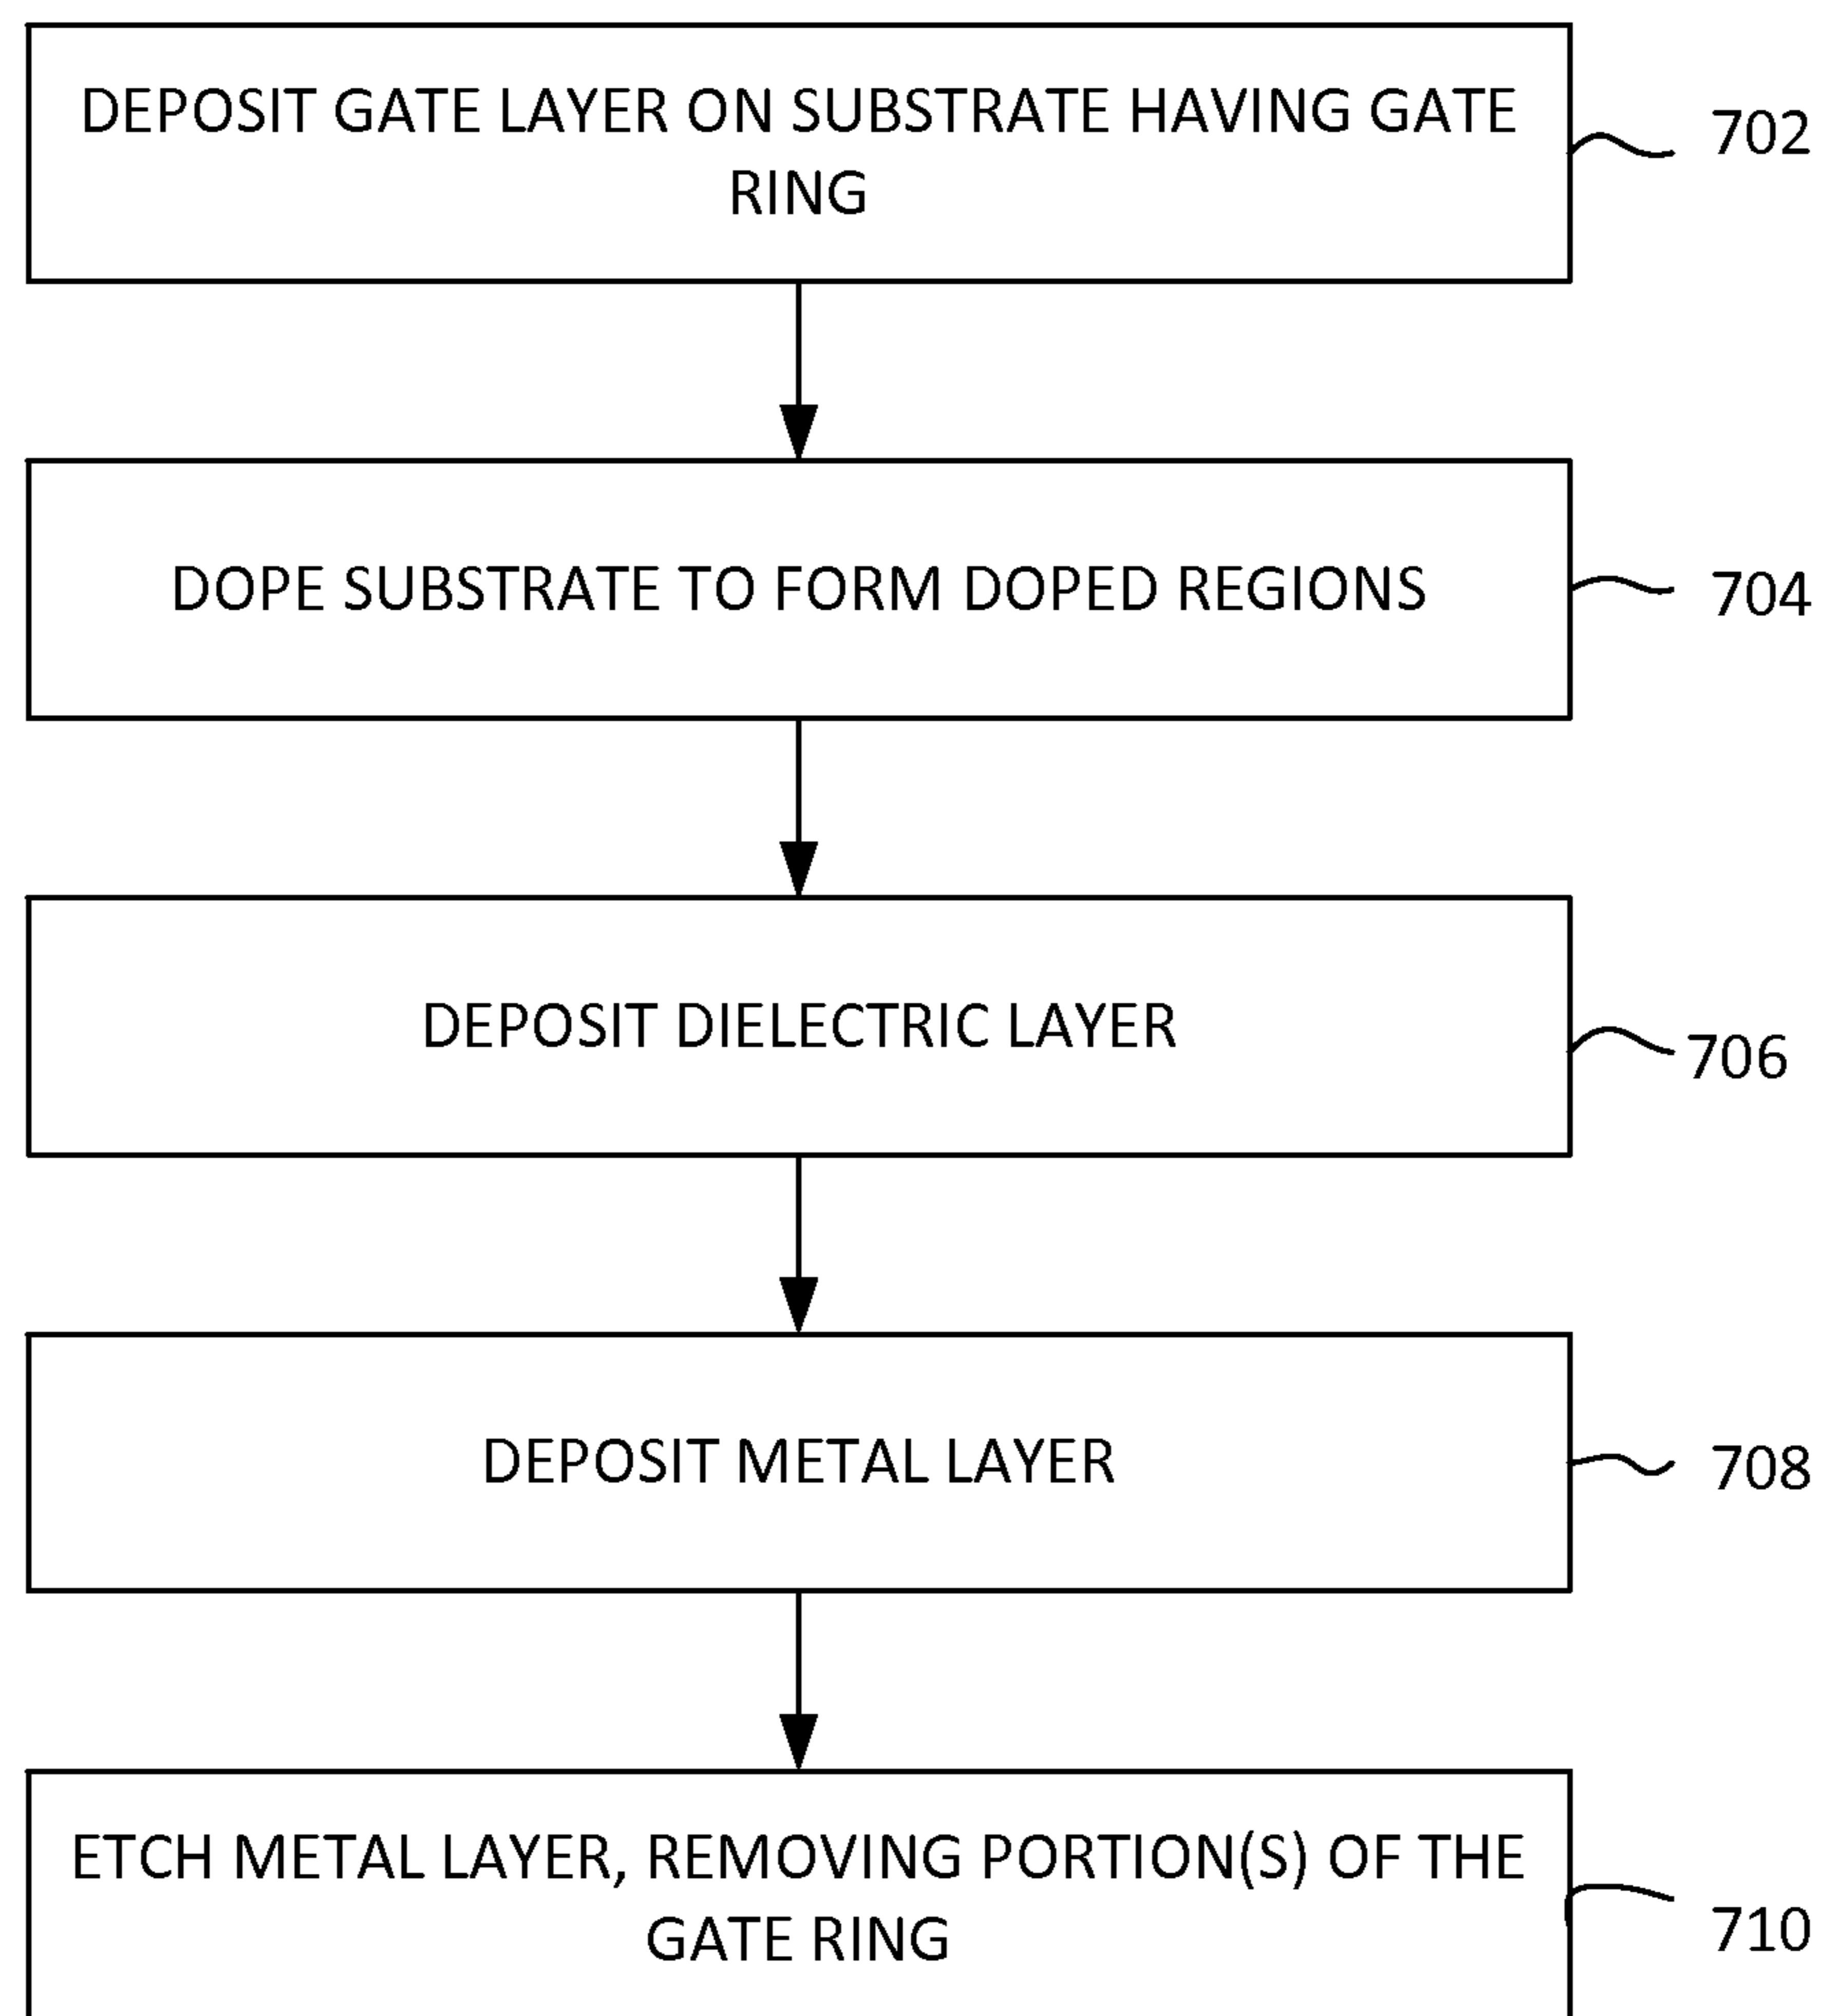 DEPOSIT GATE LAYER ON SUBSTRATE HAVING GATE
RING
702
DOPE SUBSTRATE TO FORM DOPED REGIONS
704
DEPOSIT DIELECTRIC LAYER
706
DEPOSIT METAL LAYER
708
ETCH METAL LAYER, REMOVING PORTION(S) OF THE
GATE RING
710